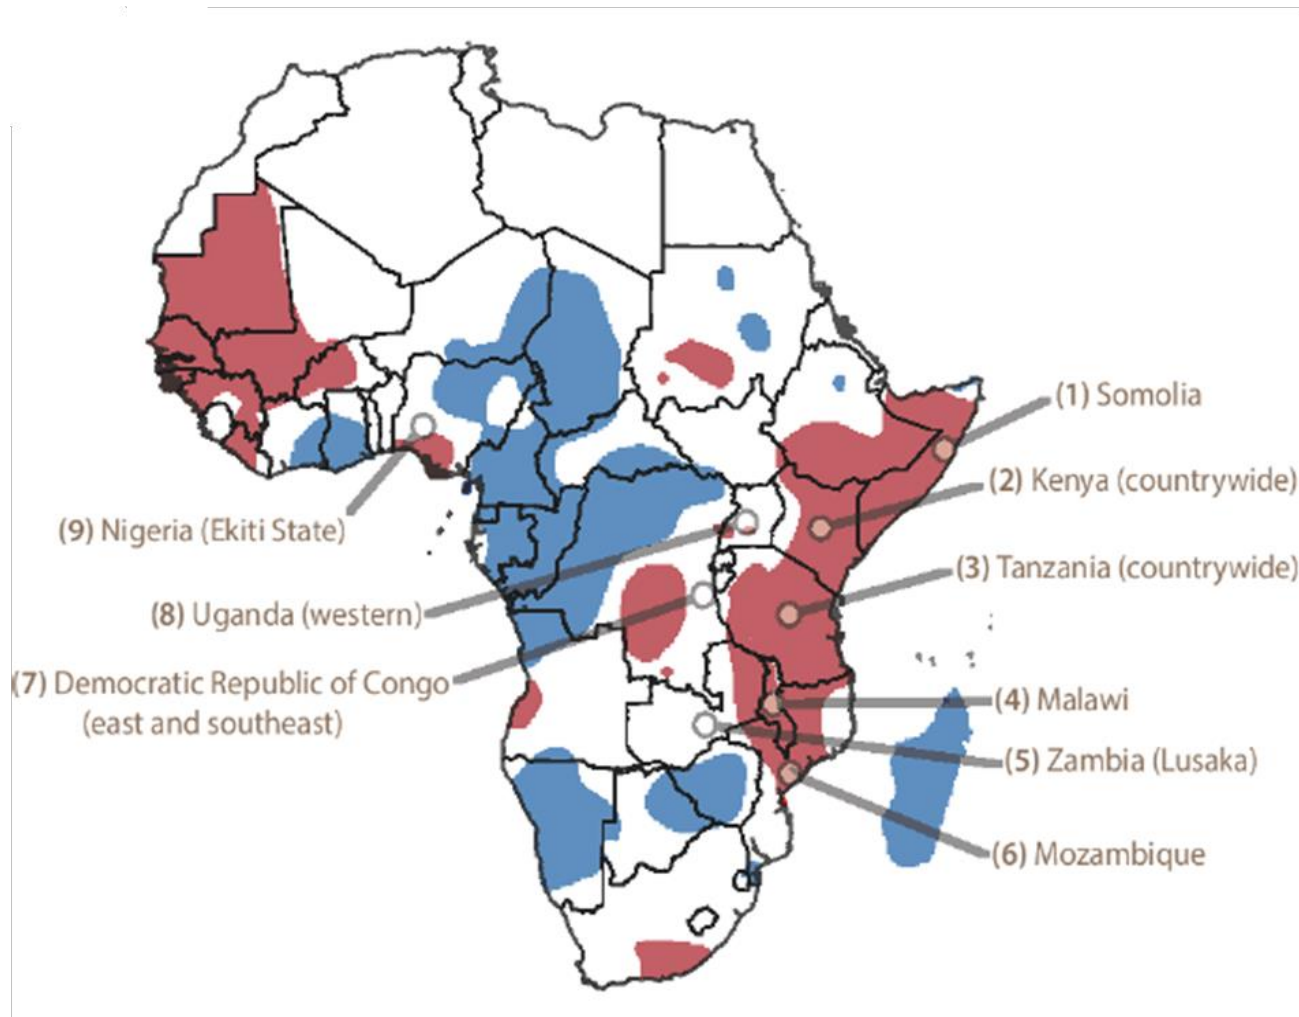 (1) Somolia
(2) Kenya (countrywide)
(3) Tanzania (countrywide)
(4) Malawi
(5) Zambia (Lusaka)
(6) Mozambique
(7) Democratic Republic of Congo
(east and southeast)
(8) Uganda (western)
(9) Nigeria (Ekiti State)